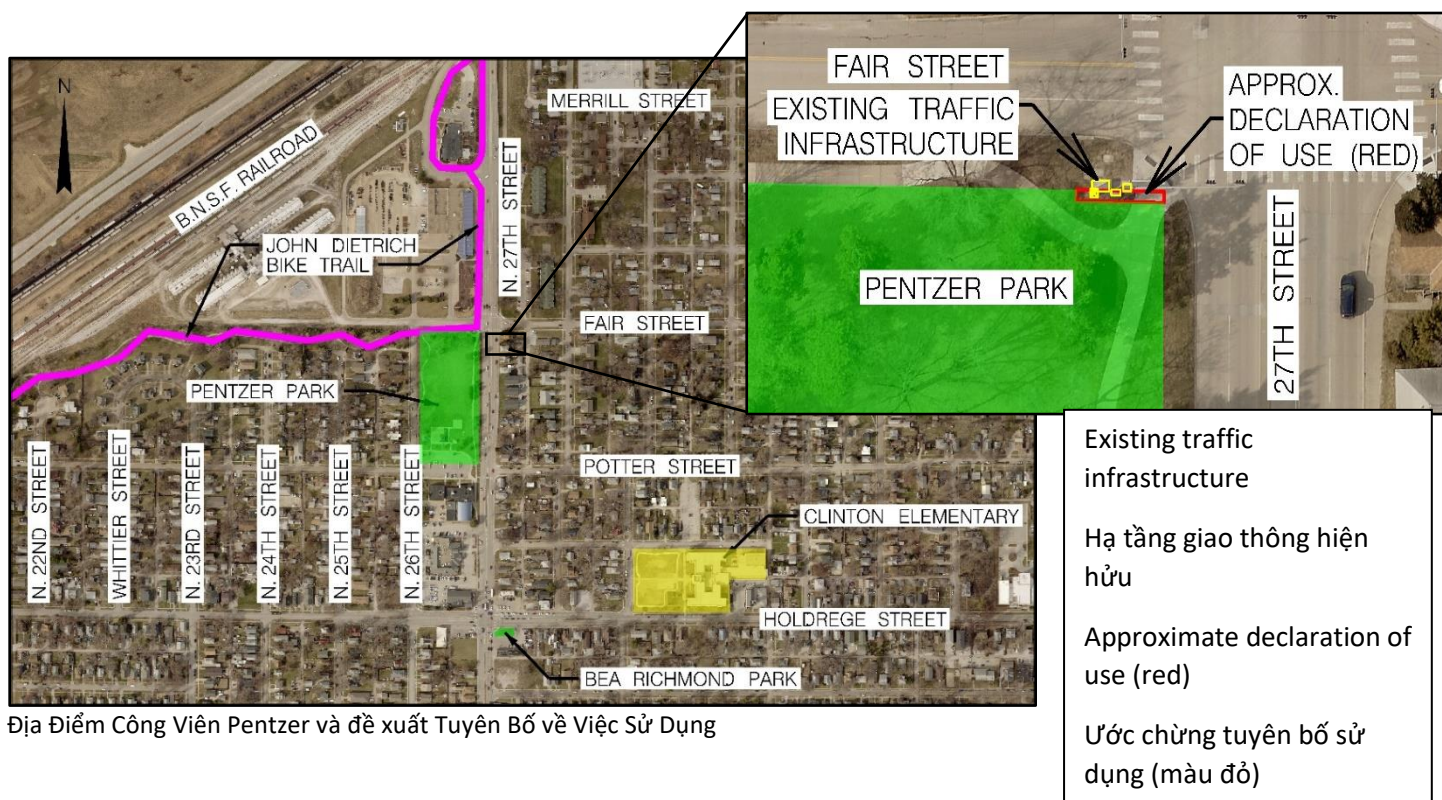 N
B.N.S.F. RAILROAD
MERRILL STREET
JOHN DIETRICH
BIKE TRAIL
N. 27TH STREET
FAIR STREET
PENTZER PARK
N. 22ND STREET
WHITTIER STREET
N. 23RD STREET
N. 24TH STREET
N. 25TH STREET
N. 26TH STREET
POTTER STREET
CLINTON ELEMENTARY
HOLDREGE STREET
BEA RICHMOND PARK
FAIR STREET
EXISTING TRAFFIC
INFRASTRUCTURE
APPROX.
DECLARATION
OF USE (RED)
PENTZER PARK
27TH STREET
Existing traffic
infrastructure
Hạ tầng giao thông hiện
hửu
Approximate declaration of
use (red)
Ước chừng tuyên bố sử
dụng (màu đỏ)
Địa Điểm Công Viên Pentzer và đề xuất Tuyên Bố về Việc Sử Dụng